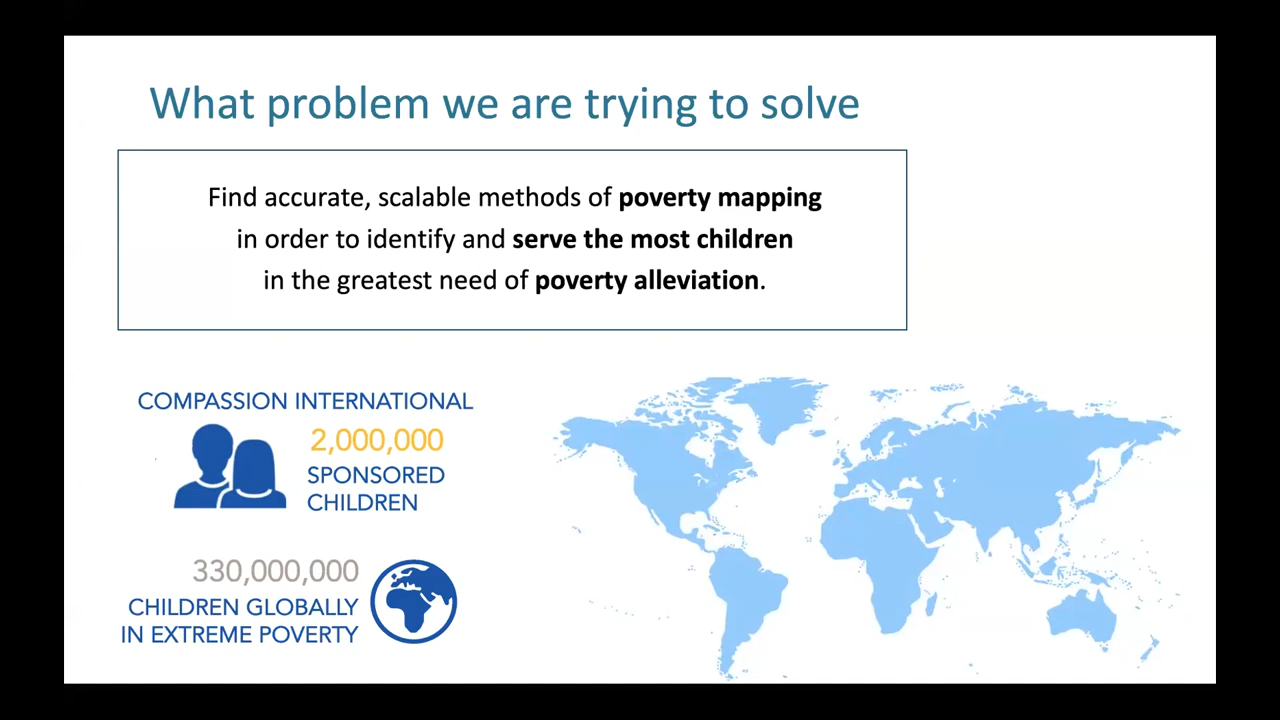 What problem we are trying to solve
Find accurate, scalable methods of poverty mapping
in order to identify and serve the most children
in the greatest need of poverty alleviation.
COMPASSION INTERNATIONAL
2,000,000
SPONSORED
CHILDREN
330,000,000
CHILDREN GLOBALLY
IN EXTREME POVERTY